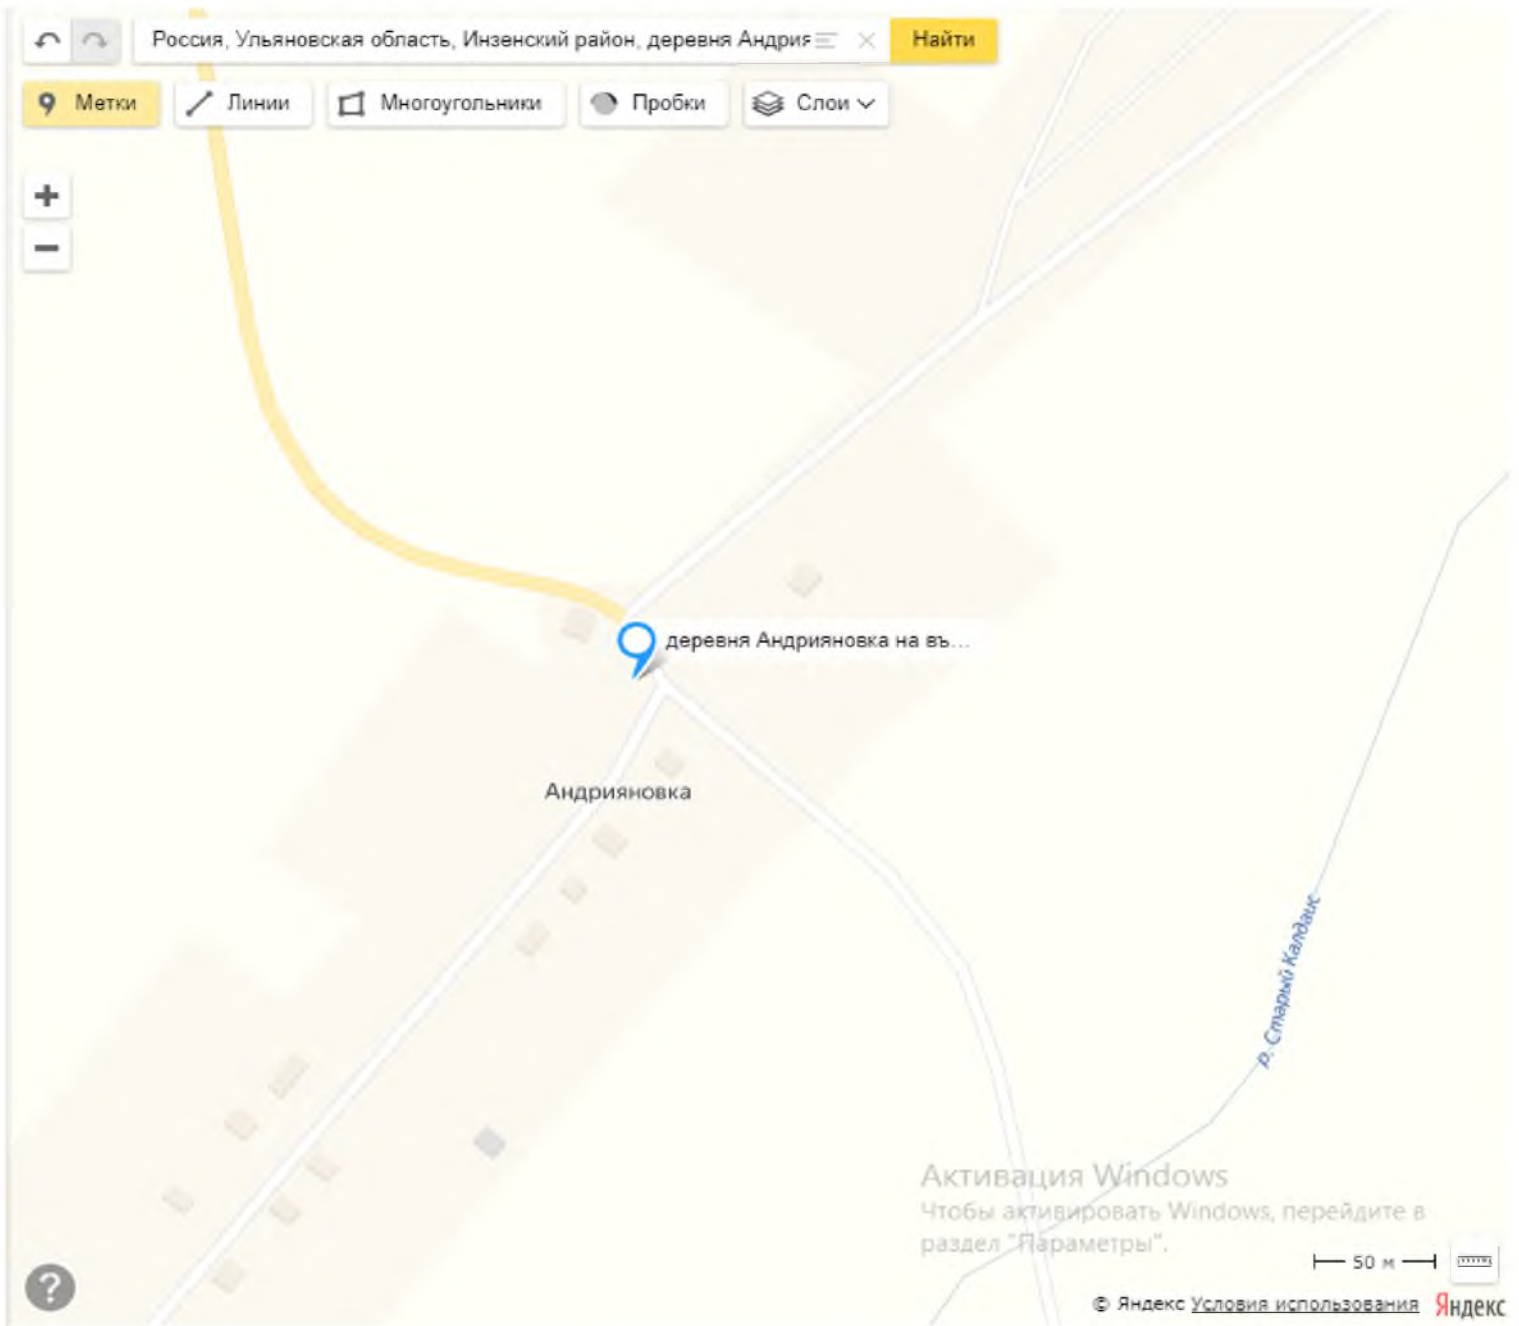 Россия, Ульяновская область, Инзенский район, деревня Андрия
Найти
Метки
Линии
Многоугольники
Пробки
Слои
деревня Андрияновка на въ...
Андрияновка
р. Старый Калдаис
Активация Windows
Чтобы активировать Windows, перейдите в
раздел "Параметры".
50 м
?
© Яндекс Условия использования Яндекс